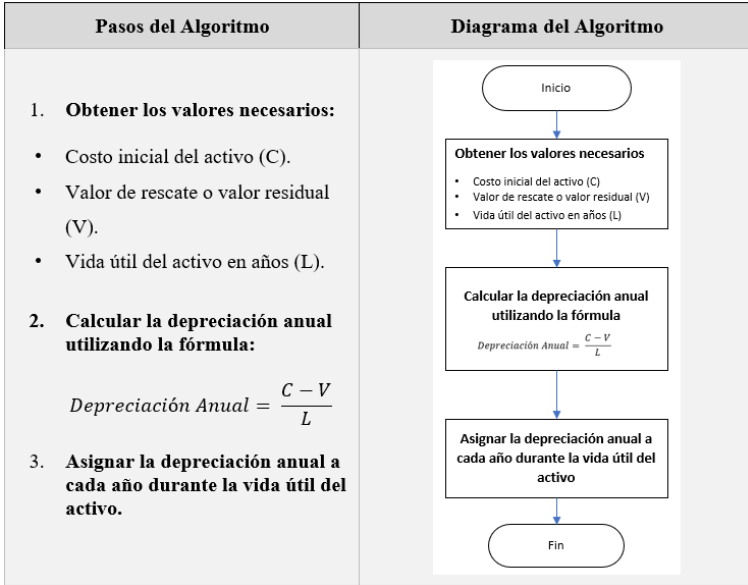 Pasos del Algoritmo
1. Obtener los valores necesarios:
• Costo inicial del activo (C).
• Valor de rescate o valor residual
(V).
• Vida útil del activo en años (L).
2. Calcular la depreciación anual
utilizando la fórmula:
Depreciación Anual = (C − V) / L
3. Asignar la depreciación anual a
cada año durante la vida útil del
activo.
Diagrama del Algoritmo
Inicio
Obtener los valores necesarios
• Costo inicial del activo (C)
• Valor de rescate o valor residual (V)
• Vida útil del activo en años (L)
Calcular la depreciación anual
utilizando la fórmula
Depreciación Anual = (C − V) / L
Asignar la depreciación anual a
cada año durante la vida útil del
activo
Fin